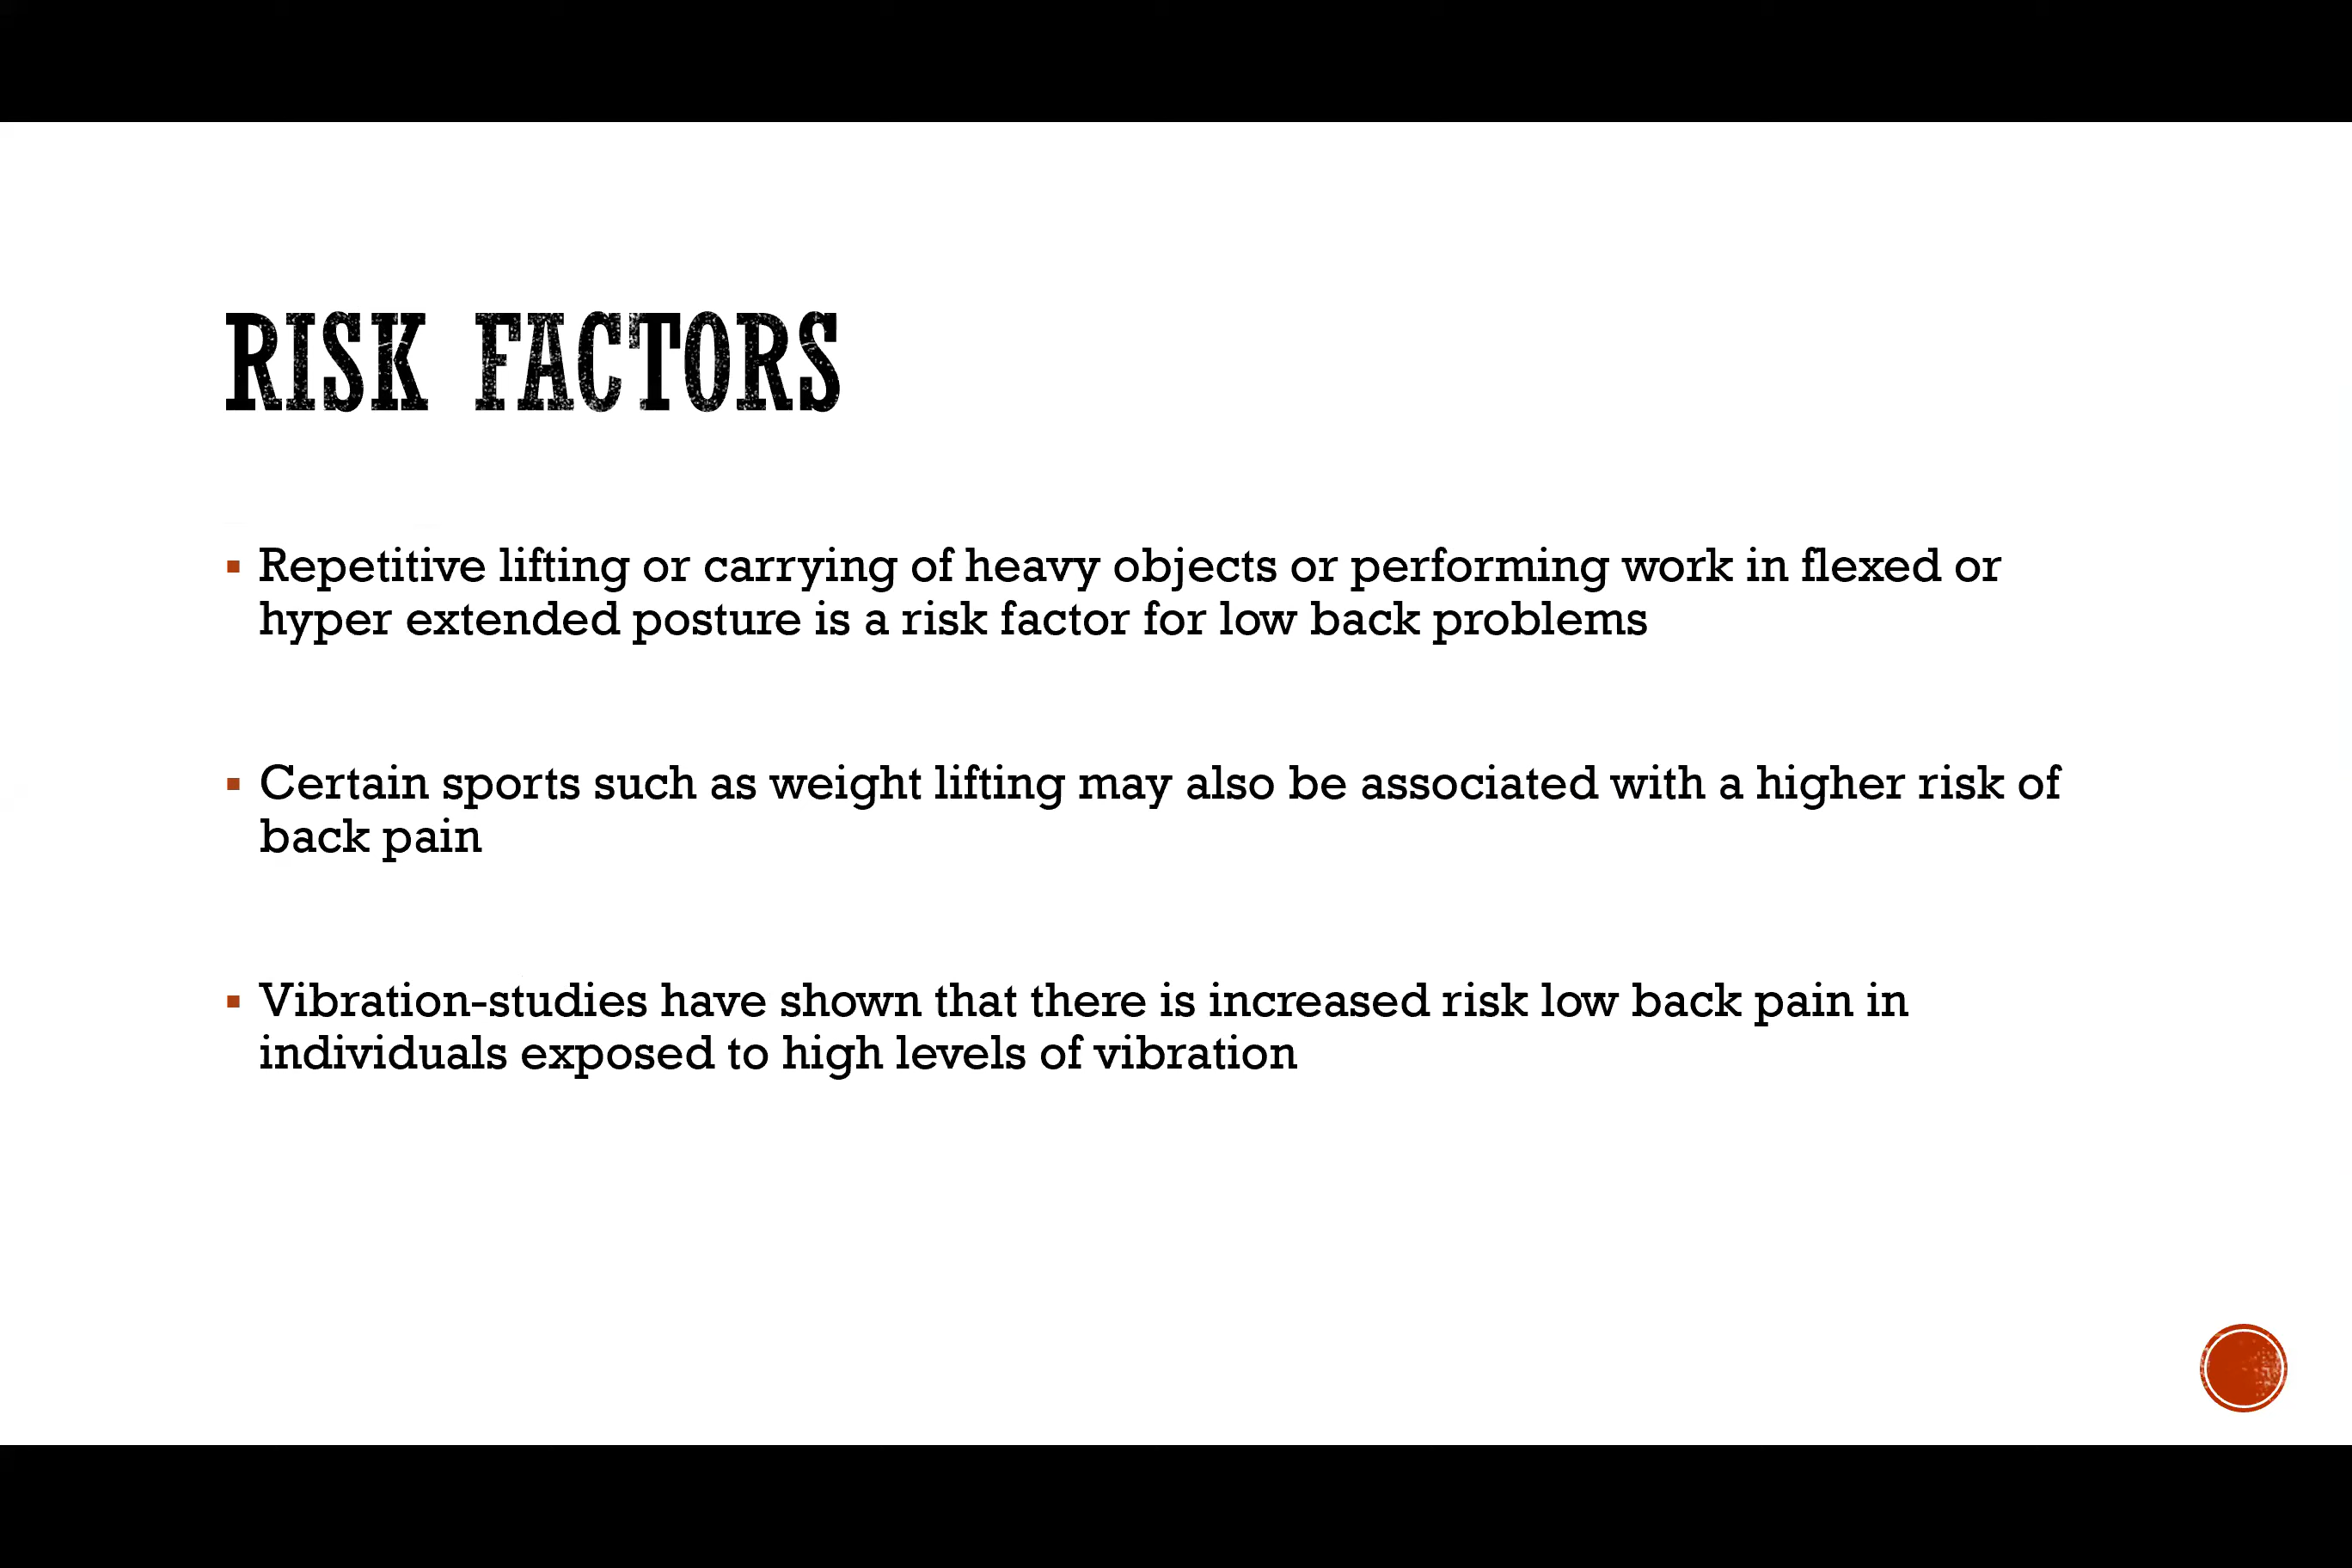 RISK FACTORS
▪ Repetitive lifting or carrying of heavy objects or performing work in flexed or
hyper extended posture is a risk factor for low back problems
▪ Certain sports such as weight lifting may also be associated with a higher risk of
back pain
▪ Vibration-studies have shown that there is increased risk low back pain in
individuals exposed to high levels of vibration